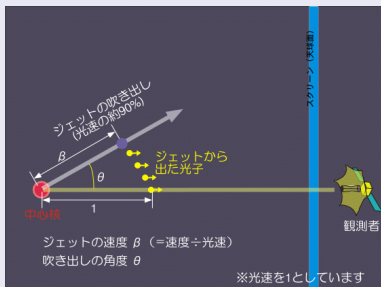 ジェットの吹き出し
(光速の約90%)
β
θ
ジェットから
出た光子
中心核
1
スクリーン(天球面)
観測者
ジェットの速度 β (=速度÷光速)
吹き出しの角度 θ
※光速を1としています